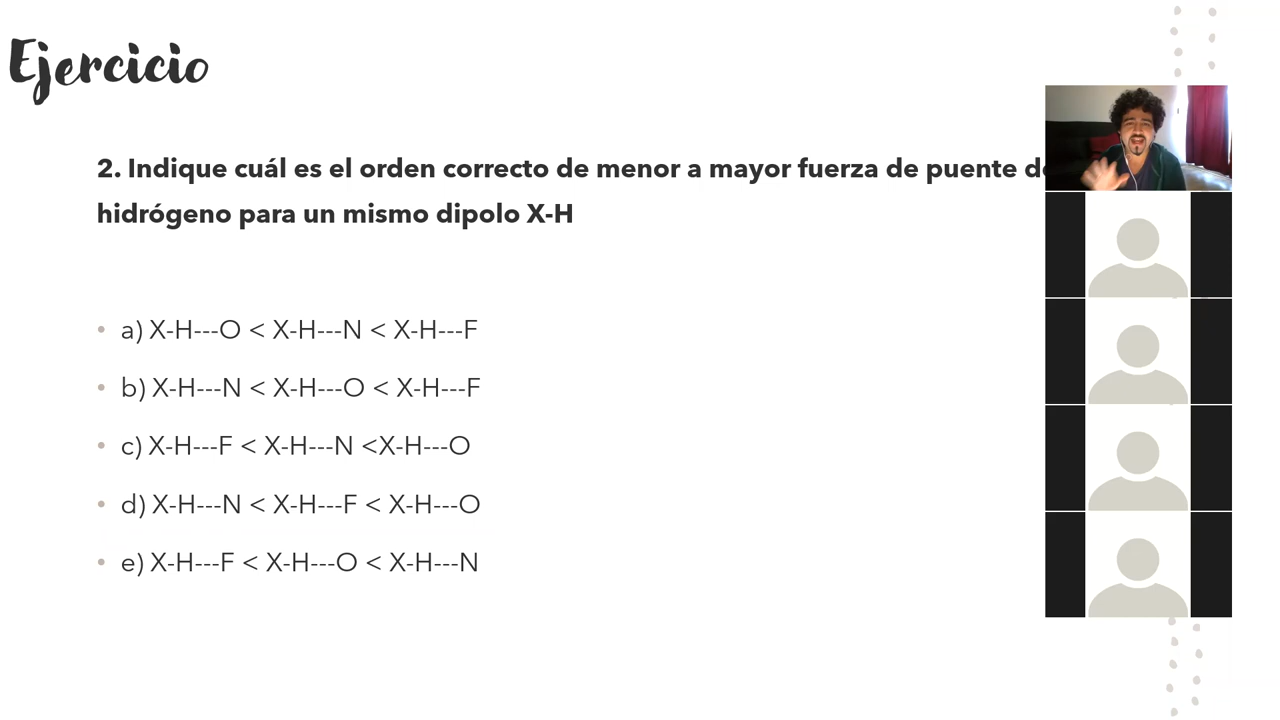 Ejercicio
2. Indique cuál es el orden correcto de menor a mayor fuerza de puente
hidrógeno para un mismo dipolo X-H
• a) X-H---O < X-H---N < X-H---F
• b) X-H---N < X-H---O < X-H---F
• c) X-H---F < X-H---N <X-H---O
• d) X-H---N < X-H---F < X-H---O
• e) X-H---F < X-H---O < X-H---N